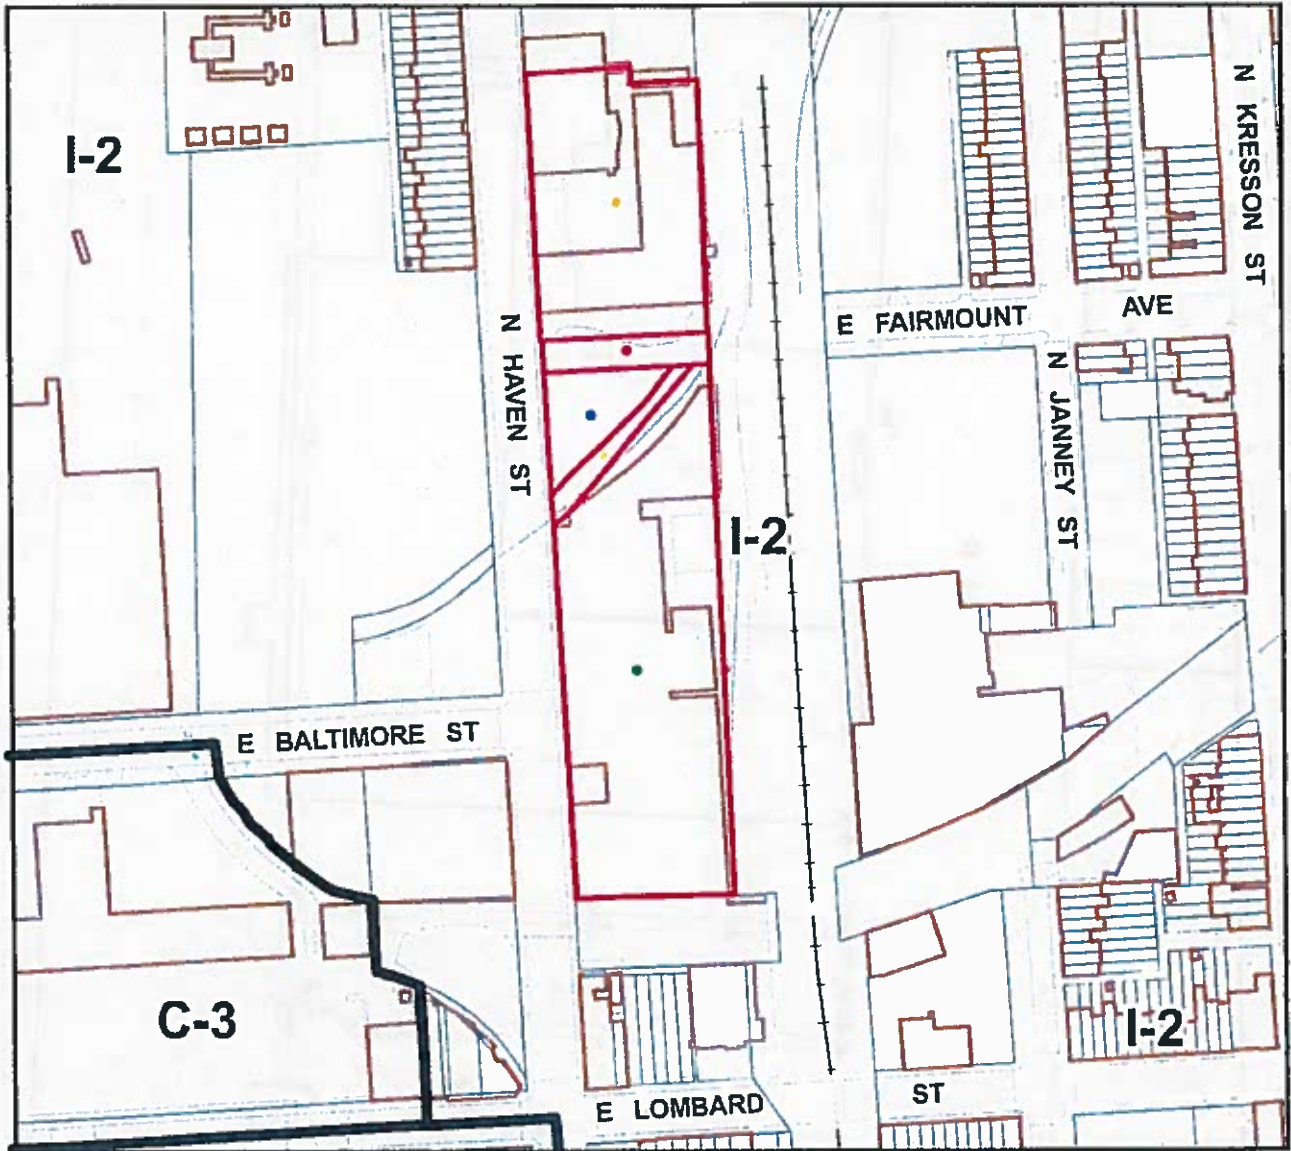 I-2
N KRESSON ST
E FAIRMOUNT AVE
N HAVEN ST
N JANNEY ST
I-2
E BALTIMORE ST
C-3
I-2
E LOMBARD ST